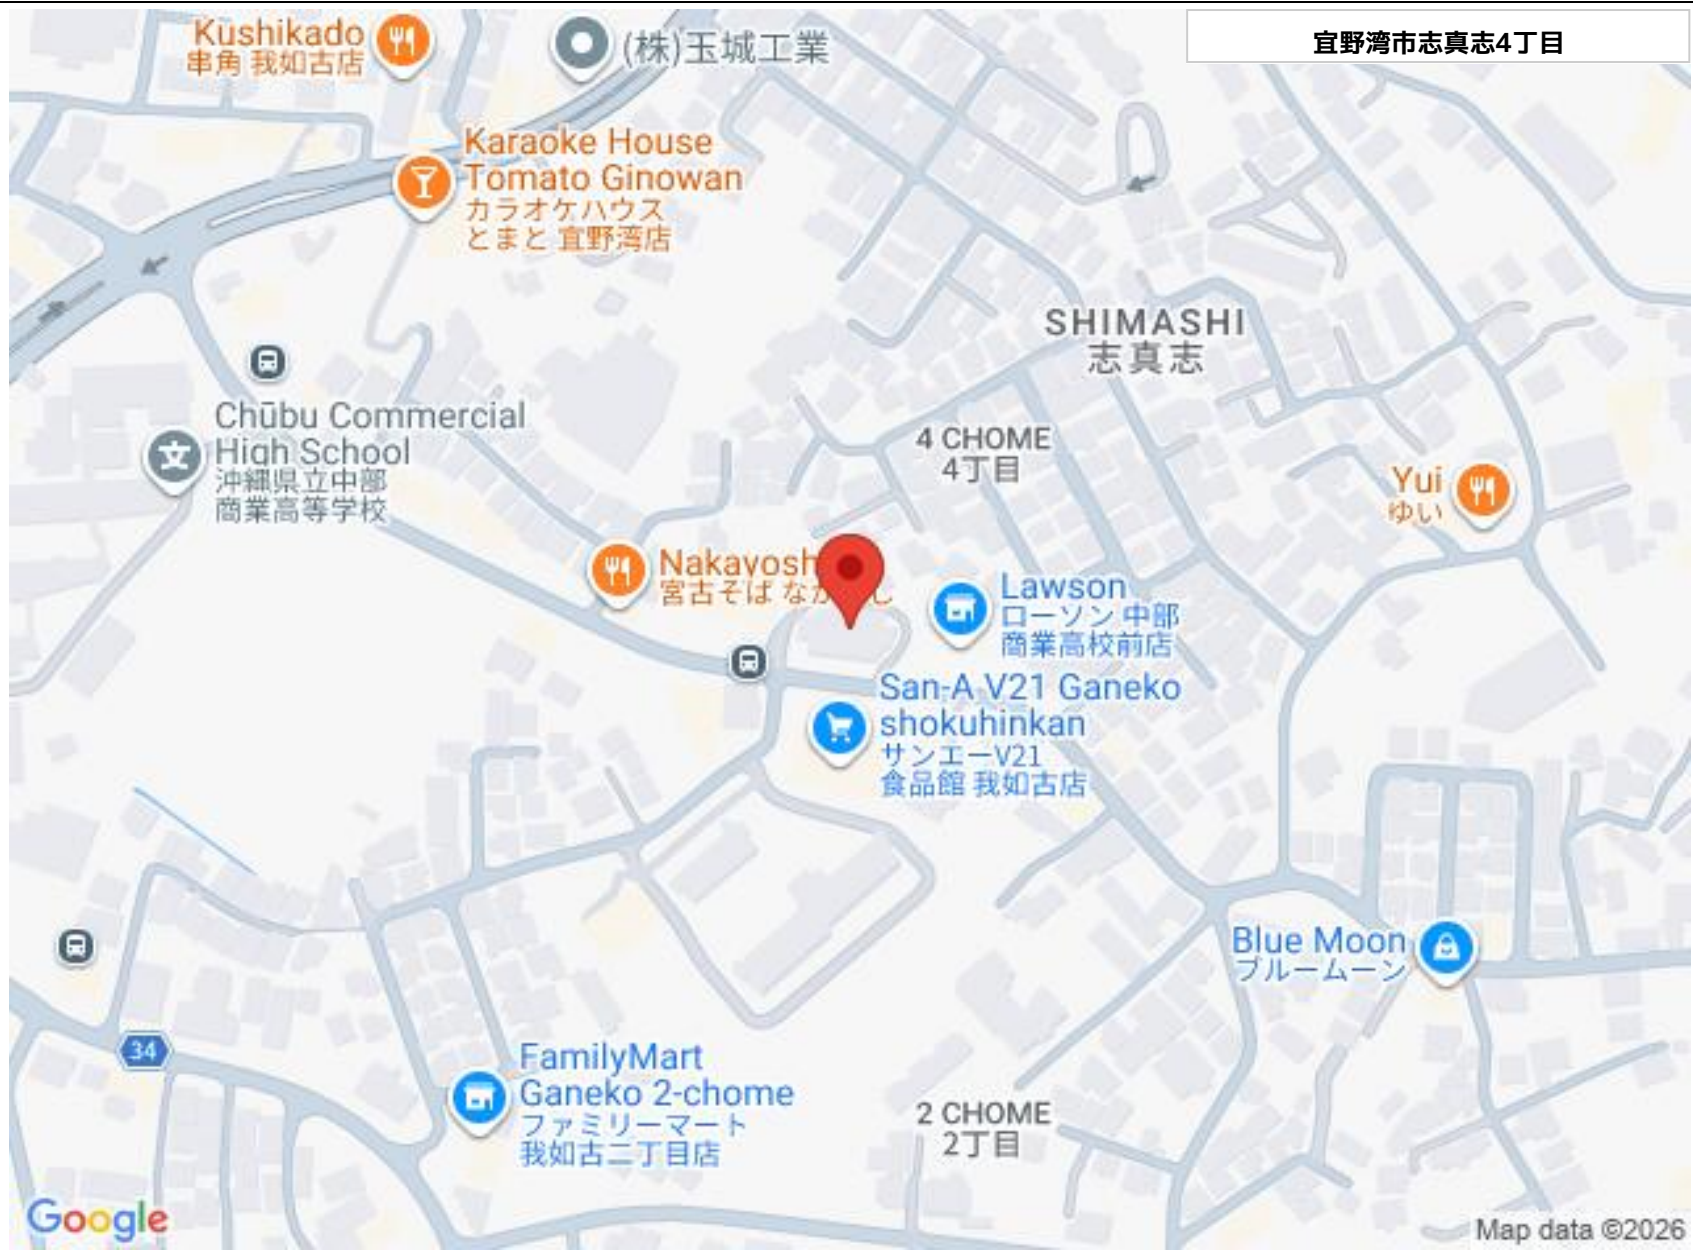 宜野湾市志真志4丁目
Kushikado
串角 我如古店
(株)玉城工業
Karaoke House
Tomato Ginowan
カラオケハウス
とまと 宜野湾店
SHIMASHI
志真志
Chūbu Commercial
High School
沖縄県立中部
商業高等学校
4 CHOME
4丁目
Yui
ゆい
Nakayosh
宮古そば な し
Lawson
ローソン 中部
商業高校前店
San-A V21 Ganeko
shokuhinkan
サンエーV21
食品館 我如古店
Blue Moon
ブルームーン
34
FamilyMart
Ganeko 2-chome
ファミリーマート
我如古二丁目店
2 CHOME
2丁目
Google
Map data ©2026